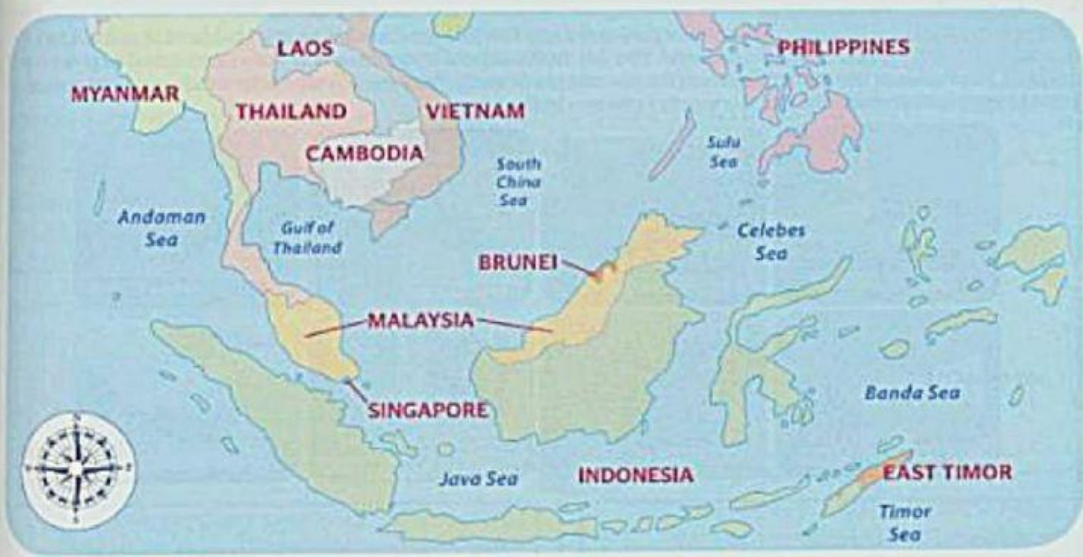 LAOS
PHILIPPINES
MYANMAR
THAILAND
VIETNAM
CAMBODIA
Sulu
Sea
South
China
Sea
Andaman
Sea
Gulf of
Thailand
Celebes
Sea
BRUNEI
MALAYSIA
SINGAPORE
Banda Sea
Java Sea
INDONESIA
EAST TIMOR
Timor
Sea
N
S